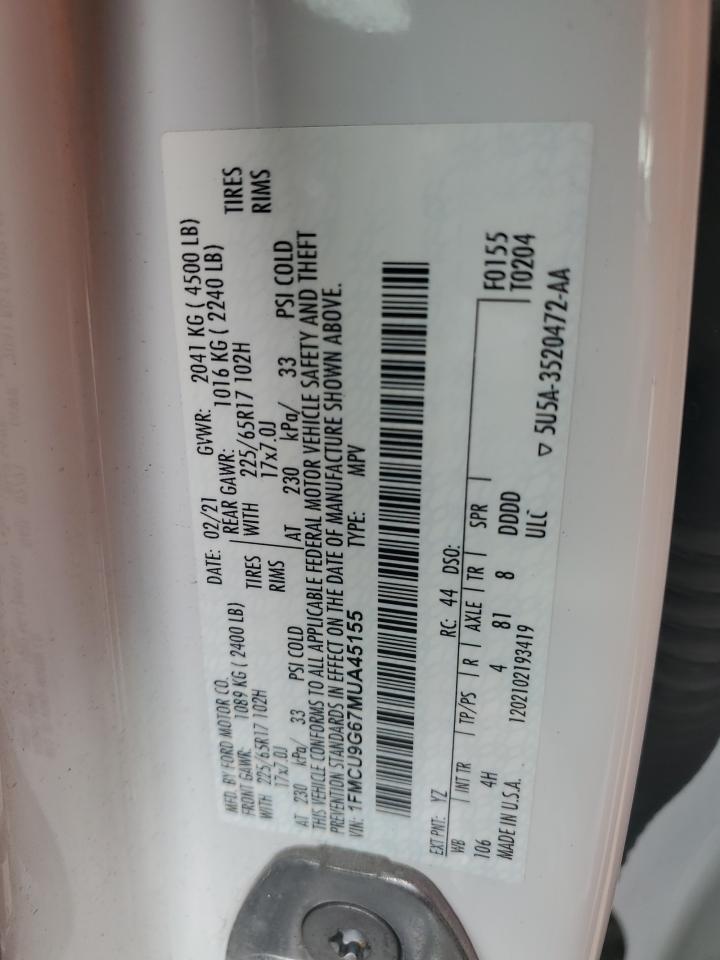 MFD. BY FORD MOTOR CO.
DATE: 02/21 GVWR: 2041 KG ( 4500 LB)
FRONT GAWR: 1089 KG ( 2400 LB) REAR GAWR: 1016 KG ( 2240 LB)
WITH 225/65R17 102H TIRES WITH 225/65R17 102H TIRES
17x7.0J RIMS 17x7.0J RIMS
AT 230 kPa/ 33 PSI COLD AT 230 kPa/ 33 PSI COLD
THIS VEHICLE CONFORMS TO ALL APPLICABLE FEDERAL MOTOR VEHICLE SAFETY AND THEFT
PREVENTION STANDARDS IN EFFECT ON THE DATE OF MANUFACTURE SHOWN ABOVE.
VIN: 1FMCU9G67MUA45155 TYPE: MPV
EXT PNT: YZ RC: 44 DSO: F0155
WB INT TR TP/PS R AXLE TR SPR T0204
106 4H 4 81 8 DDDD
MADE IN U.S.A. 1202102193419 ULC ▽ 5U5A-3520472-AA